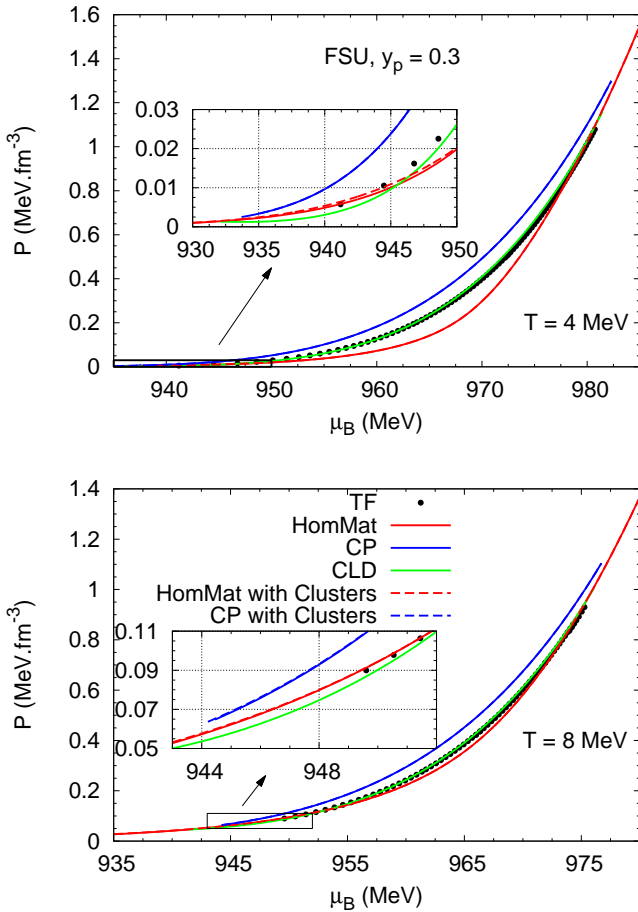 1.6
1.4
1.2
1
0.8
0.6
0.4
0.2
0
P (MeV.fm⁻³)
FSU, yₚ = 0.3
0.03
0.02
0.01
0
930 935 940 945 950
T = 4 MeV
940 950 960 970 980
μ_B (MeV)
1.4
1.2
1
0.8
0.6
0.4
0.2
0
P (MeV.fm⁻³)
TF
HomMat
CP
CLD
HomMat with Clusters
CP with Clusters
0.11
0.09
0.07
0.05
944 948
T = 8 MeV
935 945 955 965 975
μ_B (MeV)